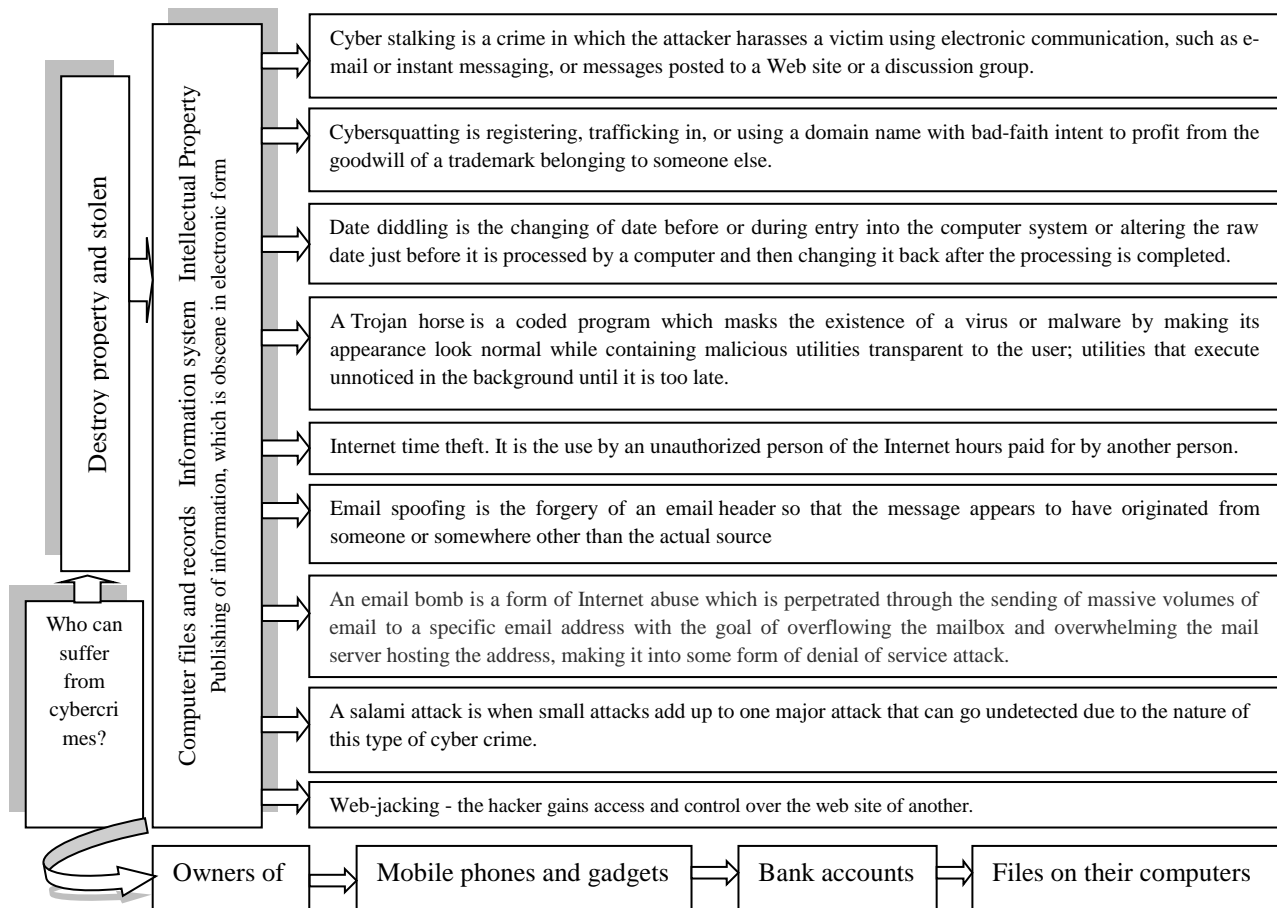 Destroy property and stolen
Computer files and records Information system Intellectual Property
Publishing of information, which is obscene in electronic form
Cyber stalking is a crime in which the attacker harasses a victim using electronic communication, such as e-
mail or instant messaging, or messages posted to a Web site or a discussion group.
Cybersquatting is registering, trafficking in, or using a domain name with bad-faith intent to profit from the
goodwill of a trademark belonging to someone else.
Date diddling is the changing of date before or during entry into the computer system or altering the raw
date just before it is processed by a computer and then changing it back after the processing is completed.
A Trojan horse is a coded program which masks the existence of a virus or malware by making its
appearance look normal while containing malicious utilities transparent to the user; utilities that execute
unnoticed in the background until it is too late.
Internet time theft. It is the use by an unauthorized person of the Internet hours paid for by another person.
Email spoofing is the forgery of an email header so that the message appears to have originated from
someone or somewhere other than the actual source
An email bomb is a form of Internet abuse which is perpetrated through the sending of massive volumes of
email to a specific email address with the goal of overflowing the mailbox and overwhelming the mail
server hosting the address, making it into some form of denial of service attack.
A salami attack is when small attacks add up to one major attack that can go undetected due to the nature of
this type of cyber crime.
Web-jacking - the hacker gains access and control over the web site of another.
Who can
suffer
from
cybercri
mes?
Owners of
Mobile phones and gadgets
Bank accounts
Files on their computers